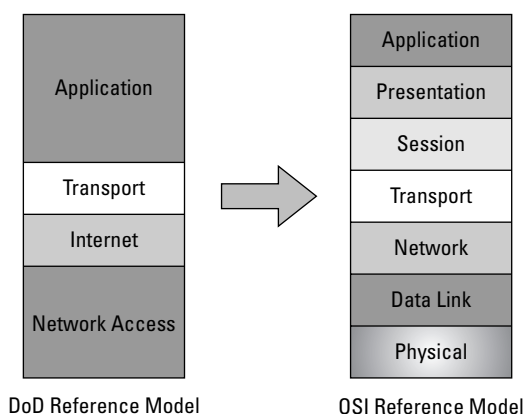 Application
Transport
Internet
Network Access
DoD Reference Model
Application
Presentation
Session
Transport
Network
Data Link
Physical
OSI Reference Model